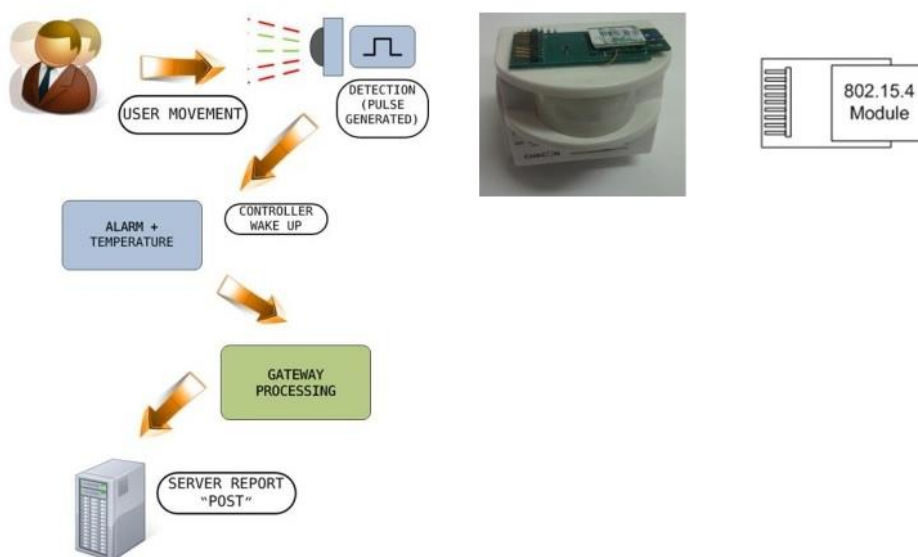 USER MOVEMENT
DETECTION
(PULSE
GENERATED)
CONTROLLER
WAKE UP
ALARM +
TEMPERATURE
GATEWAY
PROCESSING
SERVER REPORT
"POST"
802.15.4
Module